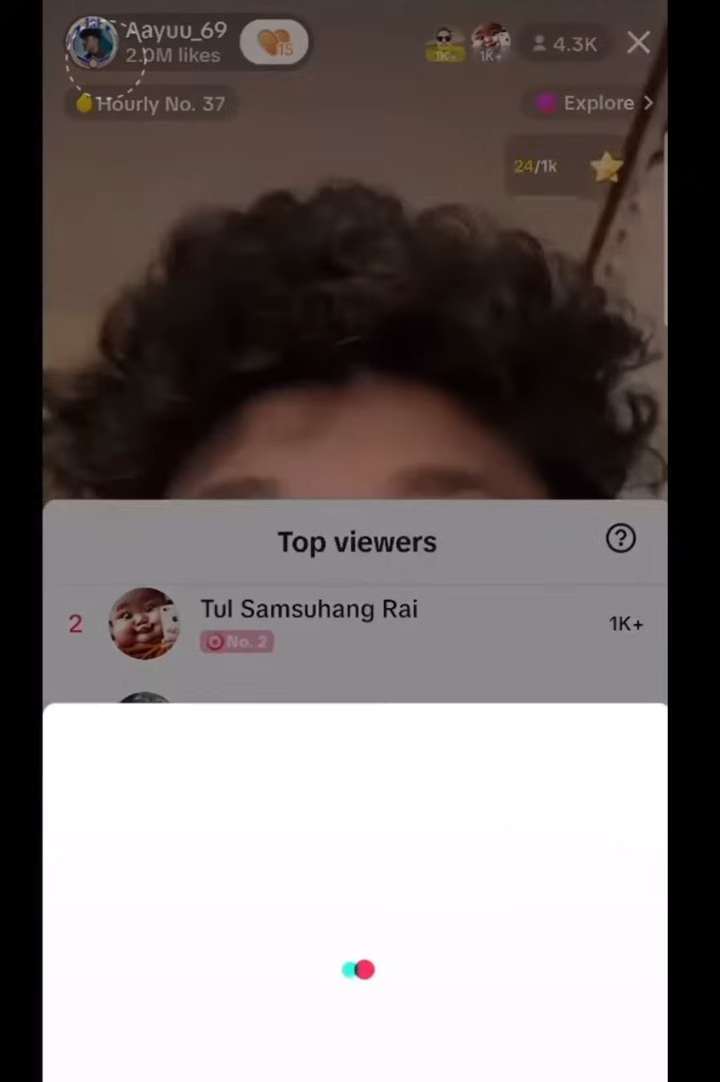 Aayuu_69
2.0M likes
15
1K+
1K+
4.3K
Hourly No. 37
Explore
24/1k
Top viewers
2
Tul Samsuhang Rai
No. 2
1K+